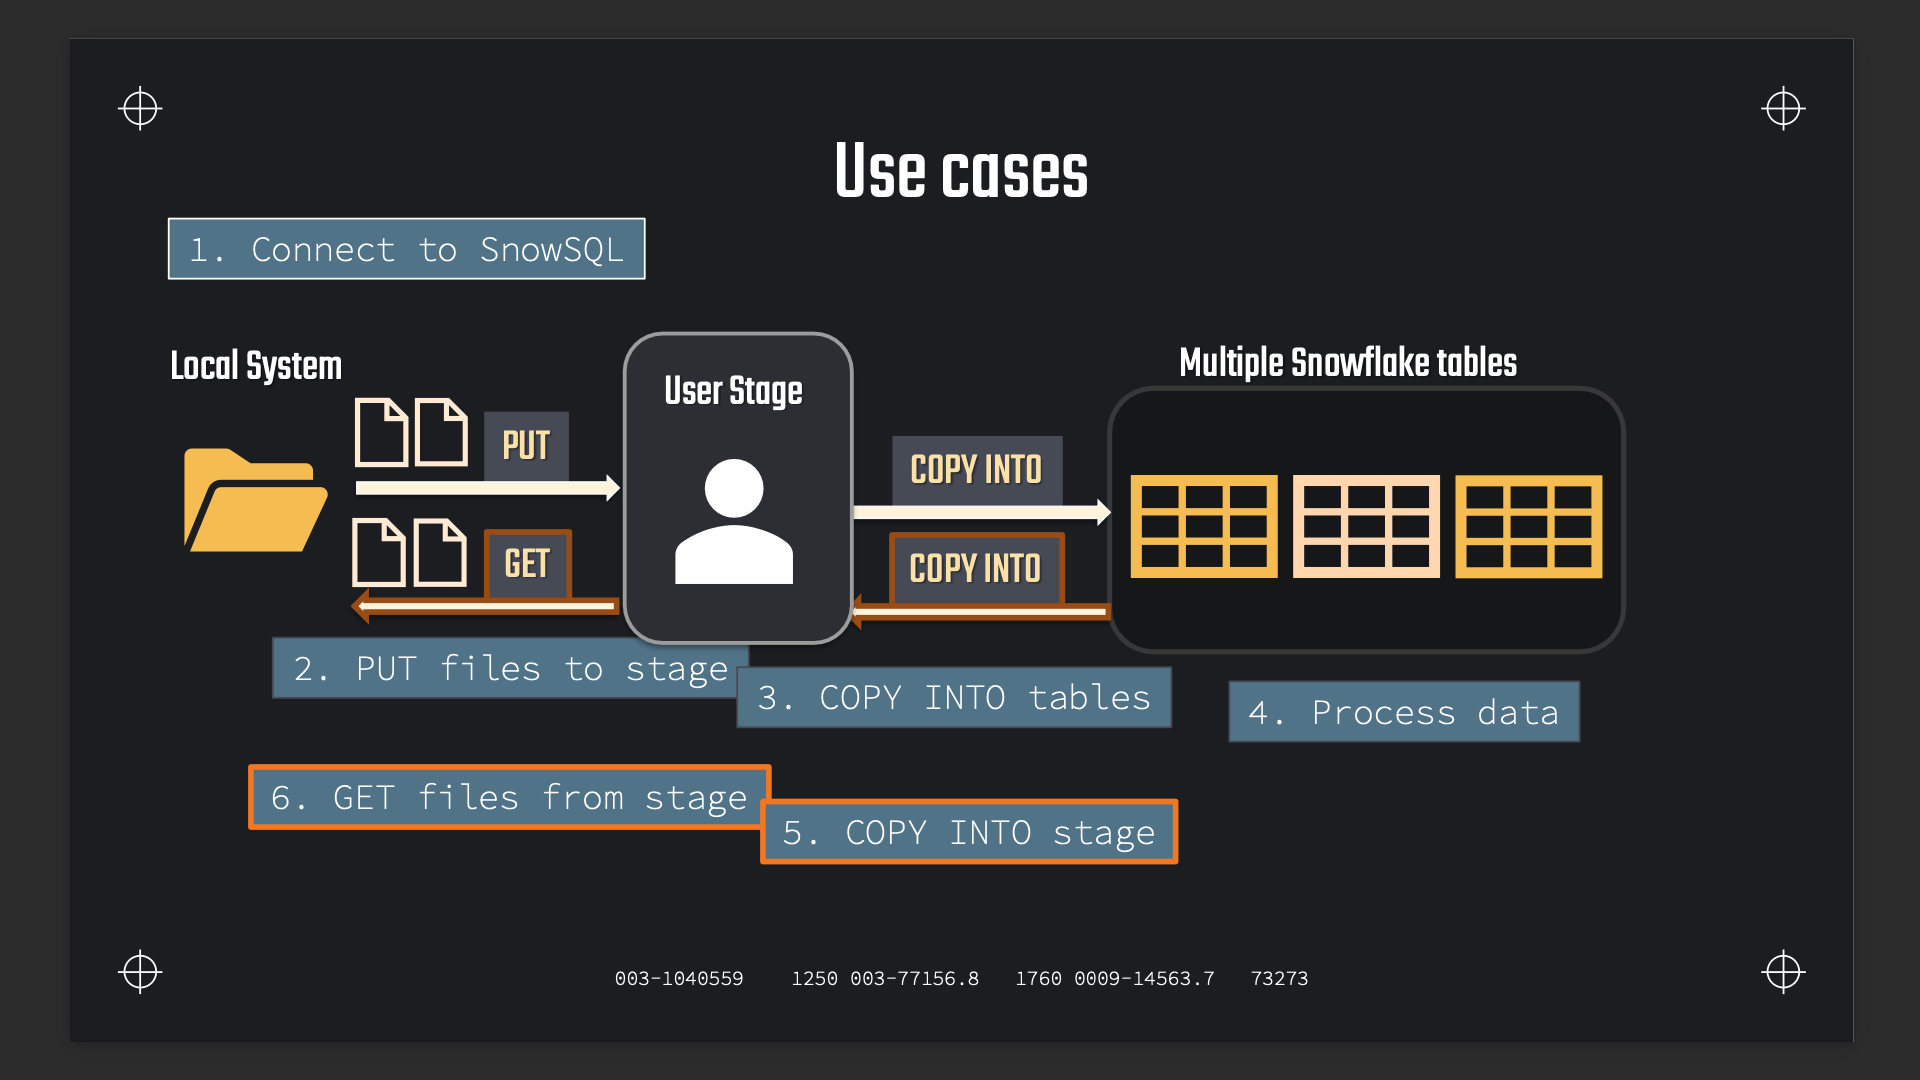 Use cases
1. Connect to SnowSQL
Local System
User Stage
Multiple Snowflake tables
PUT
COPY INTO
GET
COPY INTO
2. PUT files to stage
3. COPY INTO tables
4. Process data
6. GET files from stage
5. COPY INTO stage
003-1040559 1250 003-77156.8 1760 0009-14563.7 73273